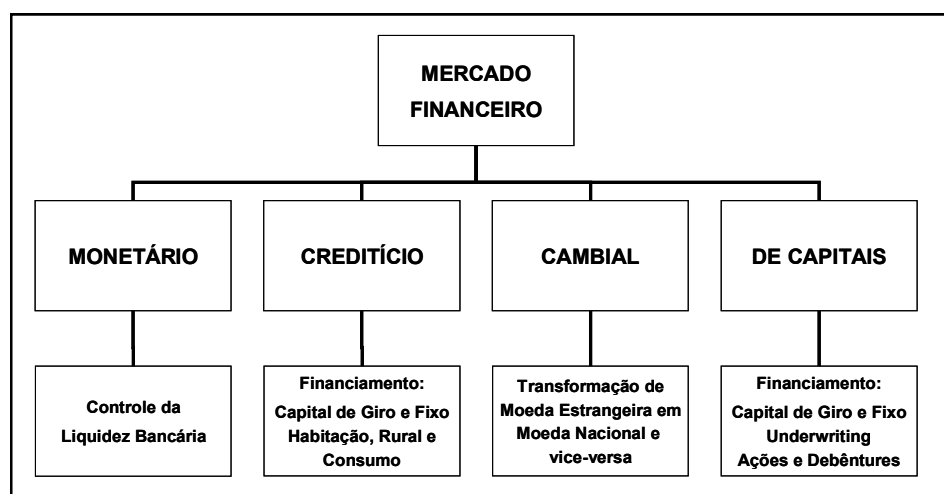 MERCADO
FINANCEIRO
MONETÁRIO
CREDITÍCIO
CAMBIAL
DE CAPITAIS
Controle da
Liquidez Bancária
Financiamento:
Capital de Giro e Fixo
Habitação, Rural e
Consumo
Transformação de
Moeda Estrangeira em
Moeda Nacional e
vice-versa
Financiamento:
Capital de Giro e Fixo
Underwriting
Ações e Debêntures